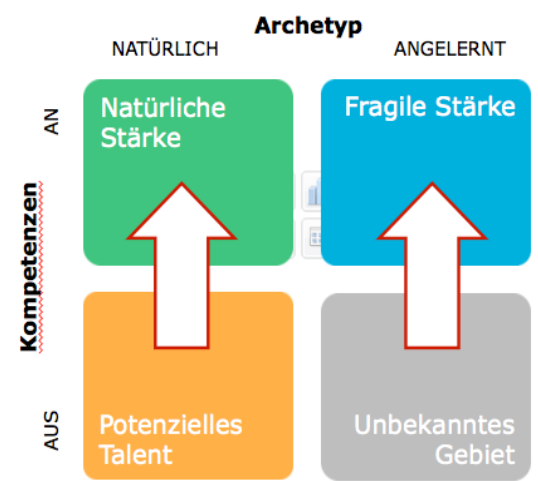 Archetyp
NATÜRLICH
ANGELERNT
AN
Natürliche
Stärke
Fragile Stärke
Kompetenzen
AUS
Potenzielles
Talent
Unbekanntes
Gebiet